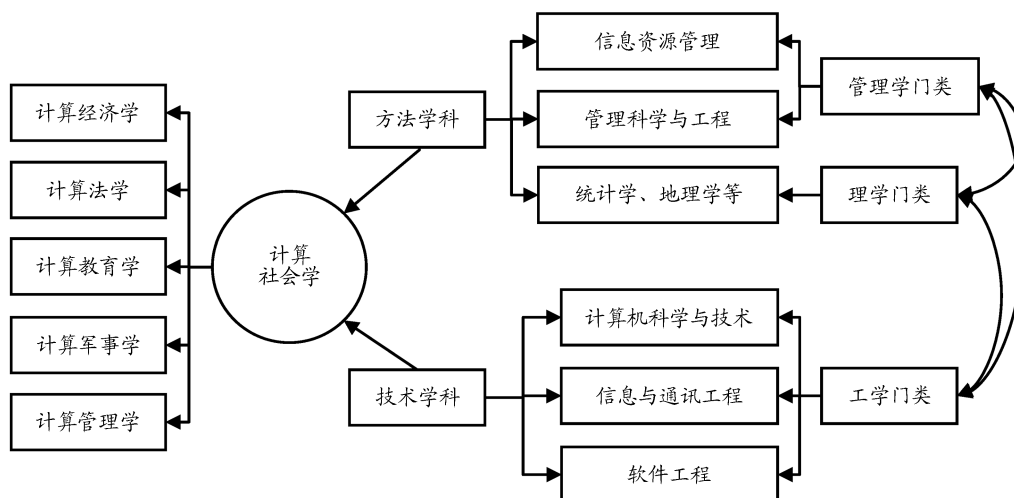 计算经济学
计算法学
计算教育学
计算军事学
计算管理学
计算
社会学
方法学科
技术学科
信息资源管理
管理科学与工程
统计学、地理学等
计算机科学与技术
信息与通讯工程
软件工程
管理学门类
理学门类
工学门类